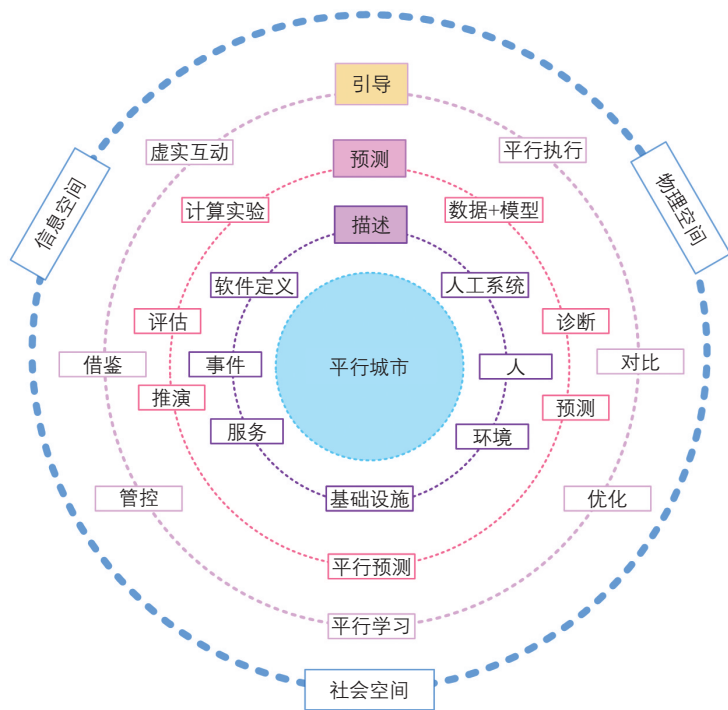 引导
虚实互动
平行执行
预测
信息空间
物理空间
计算实验
数据+模型
描述
软件定义
人工系统
评估
诊断
借鉴
事件
平行城市
人
对比
推演
预测
服务
环境
管控
基础设施
优化
平行预测
平行学习
社会空间